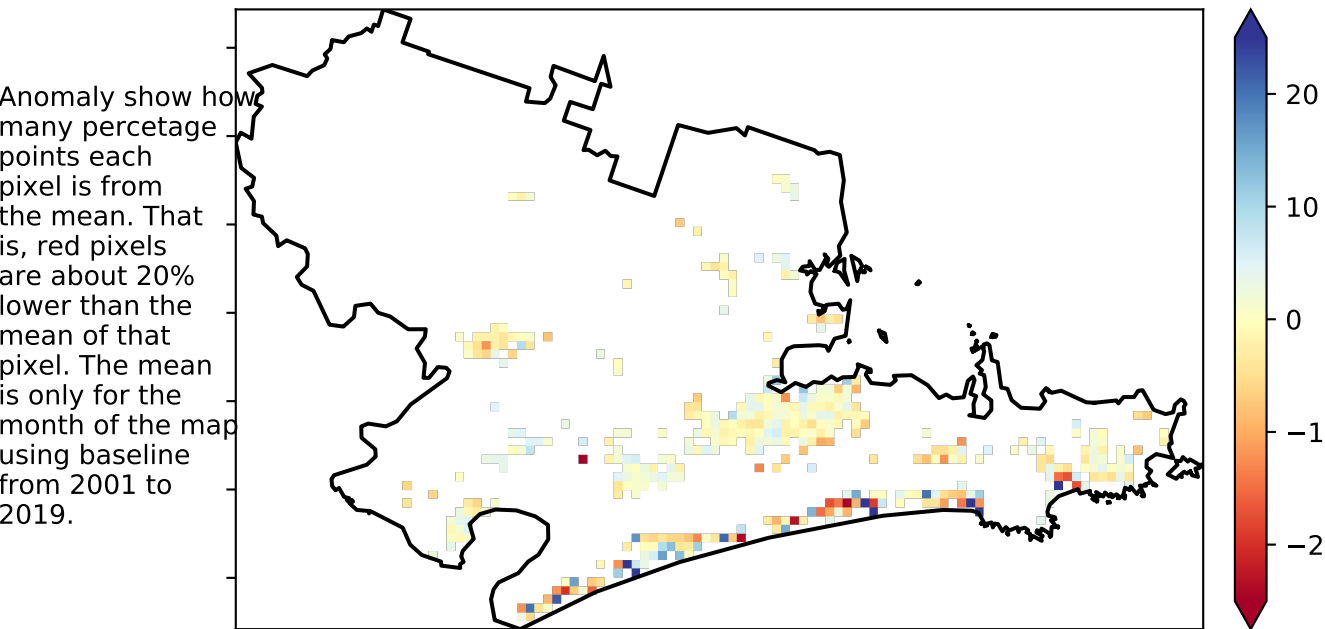 Anomaly show how
many percetage
points each
pixel is from
the mean. That
is, red pixels
are about 20%
lower than the
mean of that
pixel. The mean
is only for the
month of the map
using baseline
from 2001 to
2019.
20
10
0
−1
−2